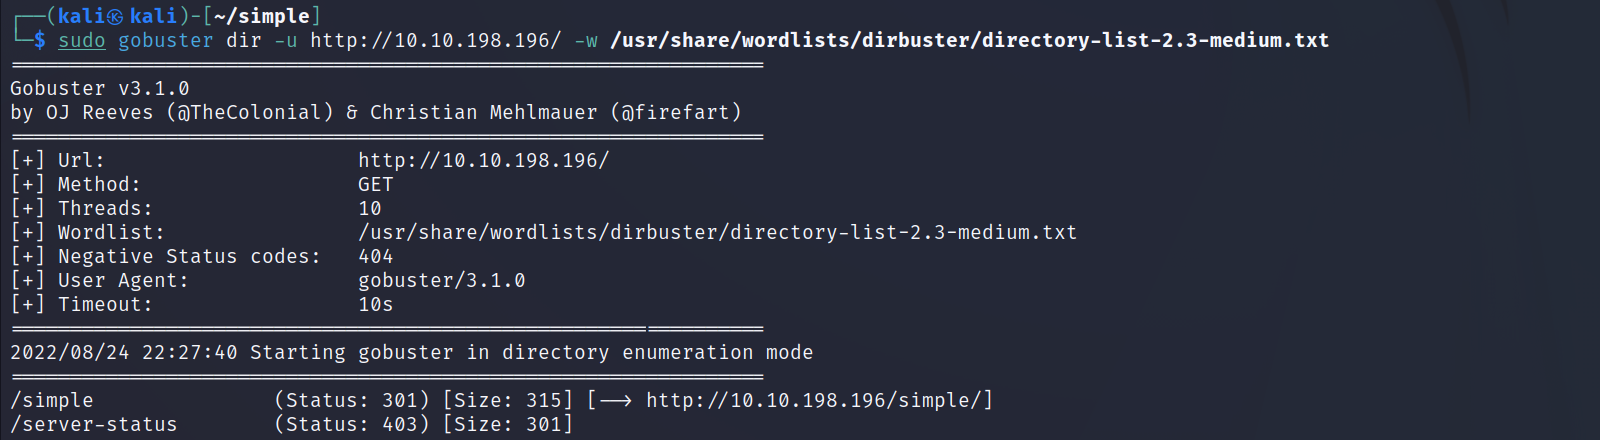 ┌──(kali㉿kali)-[~/simple]
└─$ sudo gobuster dir -u http://10.10.198.196/ -w /usr/share/wordlists/dirbuster/directory-list-2.3-medium.txt
===============================================================
Gobuster v3.1.0
by OJ Reeves (@TheColonial) & Christian Mehlmauer (@firefart)
===============================================================
[+] Url:                     http://10.10.198.196/
[+] Method:                  GET
[+] Threads:                 10
[+] Wordlist:                /usr/share/wordlists/dirbuster/directory-list-2.3-medium.txt
[+] Negative Status codes:   404
[+] User Agent:              gobuster/3.1.0
[+] Timeout:                 10s
===============================================================
2022/08/24 22:27:40 Starting gobuster in directory enumeration mode
===============================================================
/simple               (Status: 301) [Size: 315] [--> http://10.10.198.196/simple/]
/server-status        (Status: 403) [Size: 301]